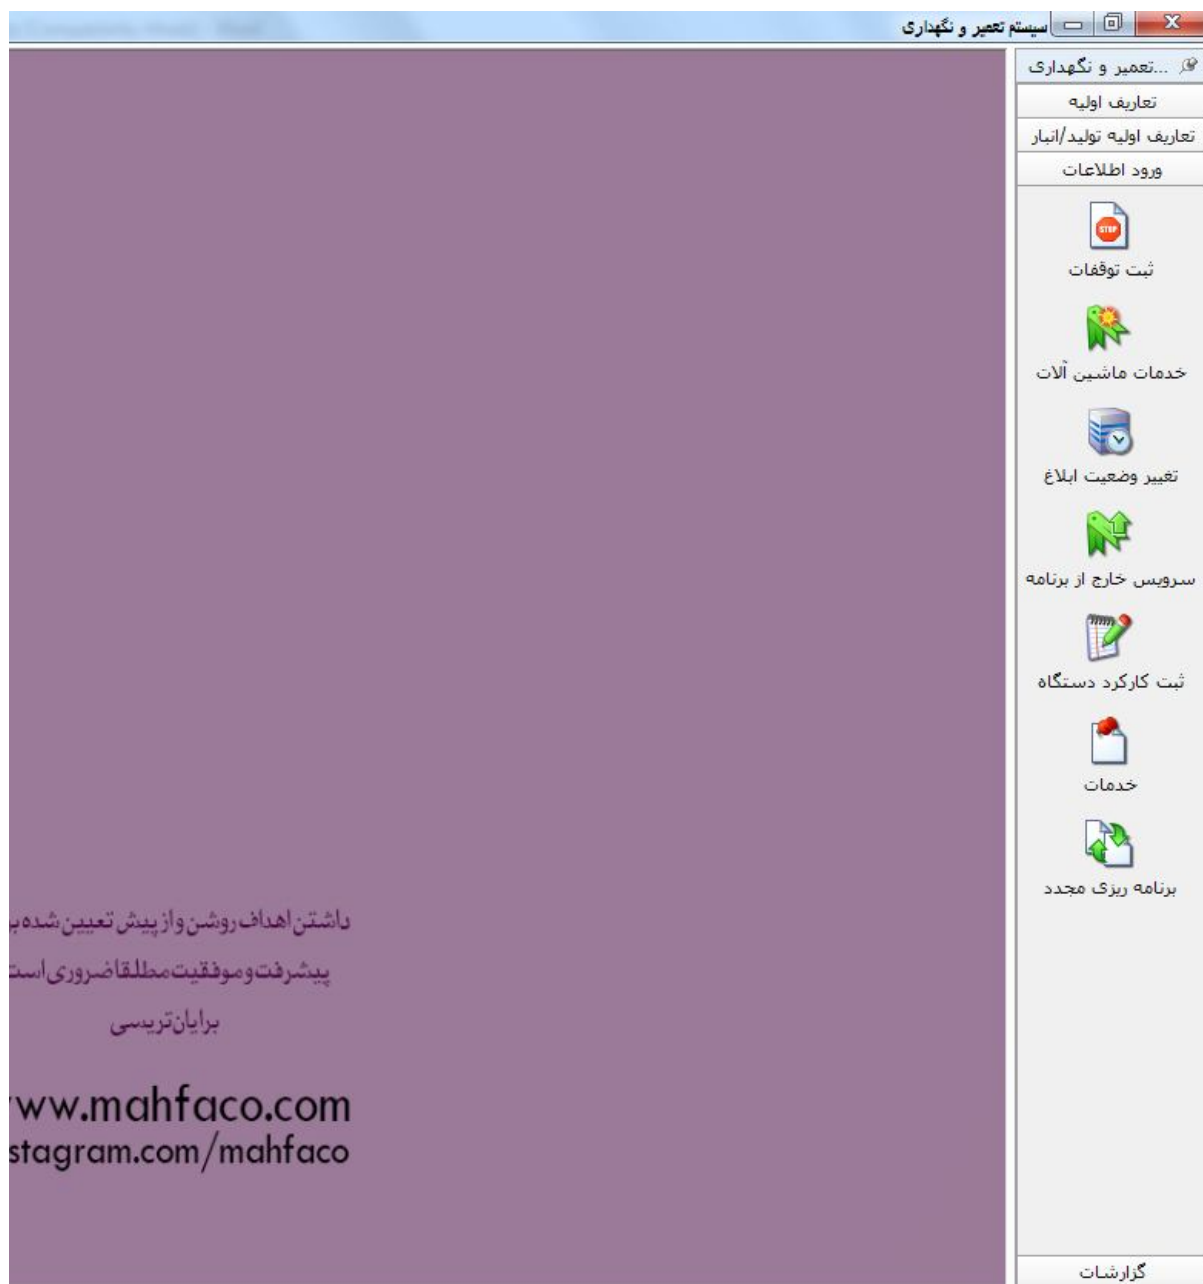 سیستم تعمیر و نگهداری
تعمیر و نگهداری...
تعاریف اولیه
تعاریف اولیه تولید/انبار
ورود اطلاعات
STOP
ثبت توقفات
خدمات ماشین آلات
تغییر وضعیت ابلاغ
سرویس خارج از برنامه
ثبت کارکرد دستگاه
خدمات
برنامه ریزی مجدد
گزارشات
داشتن اهداف روشن و از پیش تعیین شده بر
پیشرفت و موفقیت مطلقا ضروری است
برایان تریسی
ww.mahfaco.com
stagram.com/mahfaco